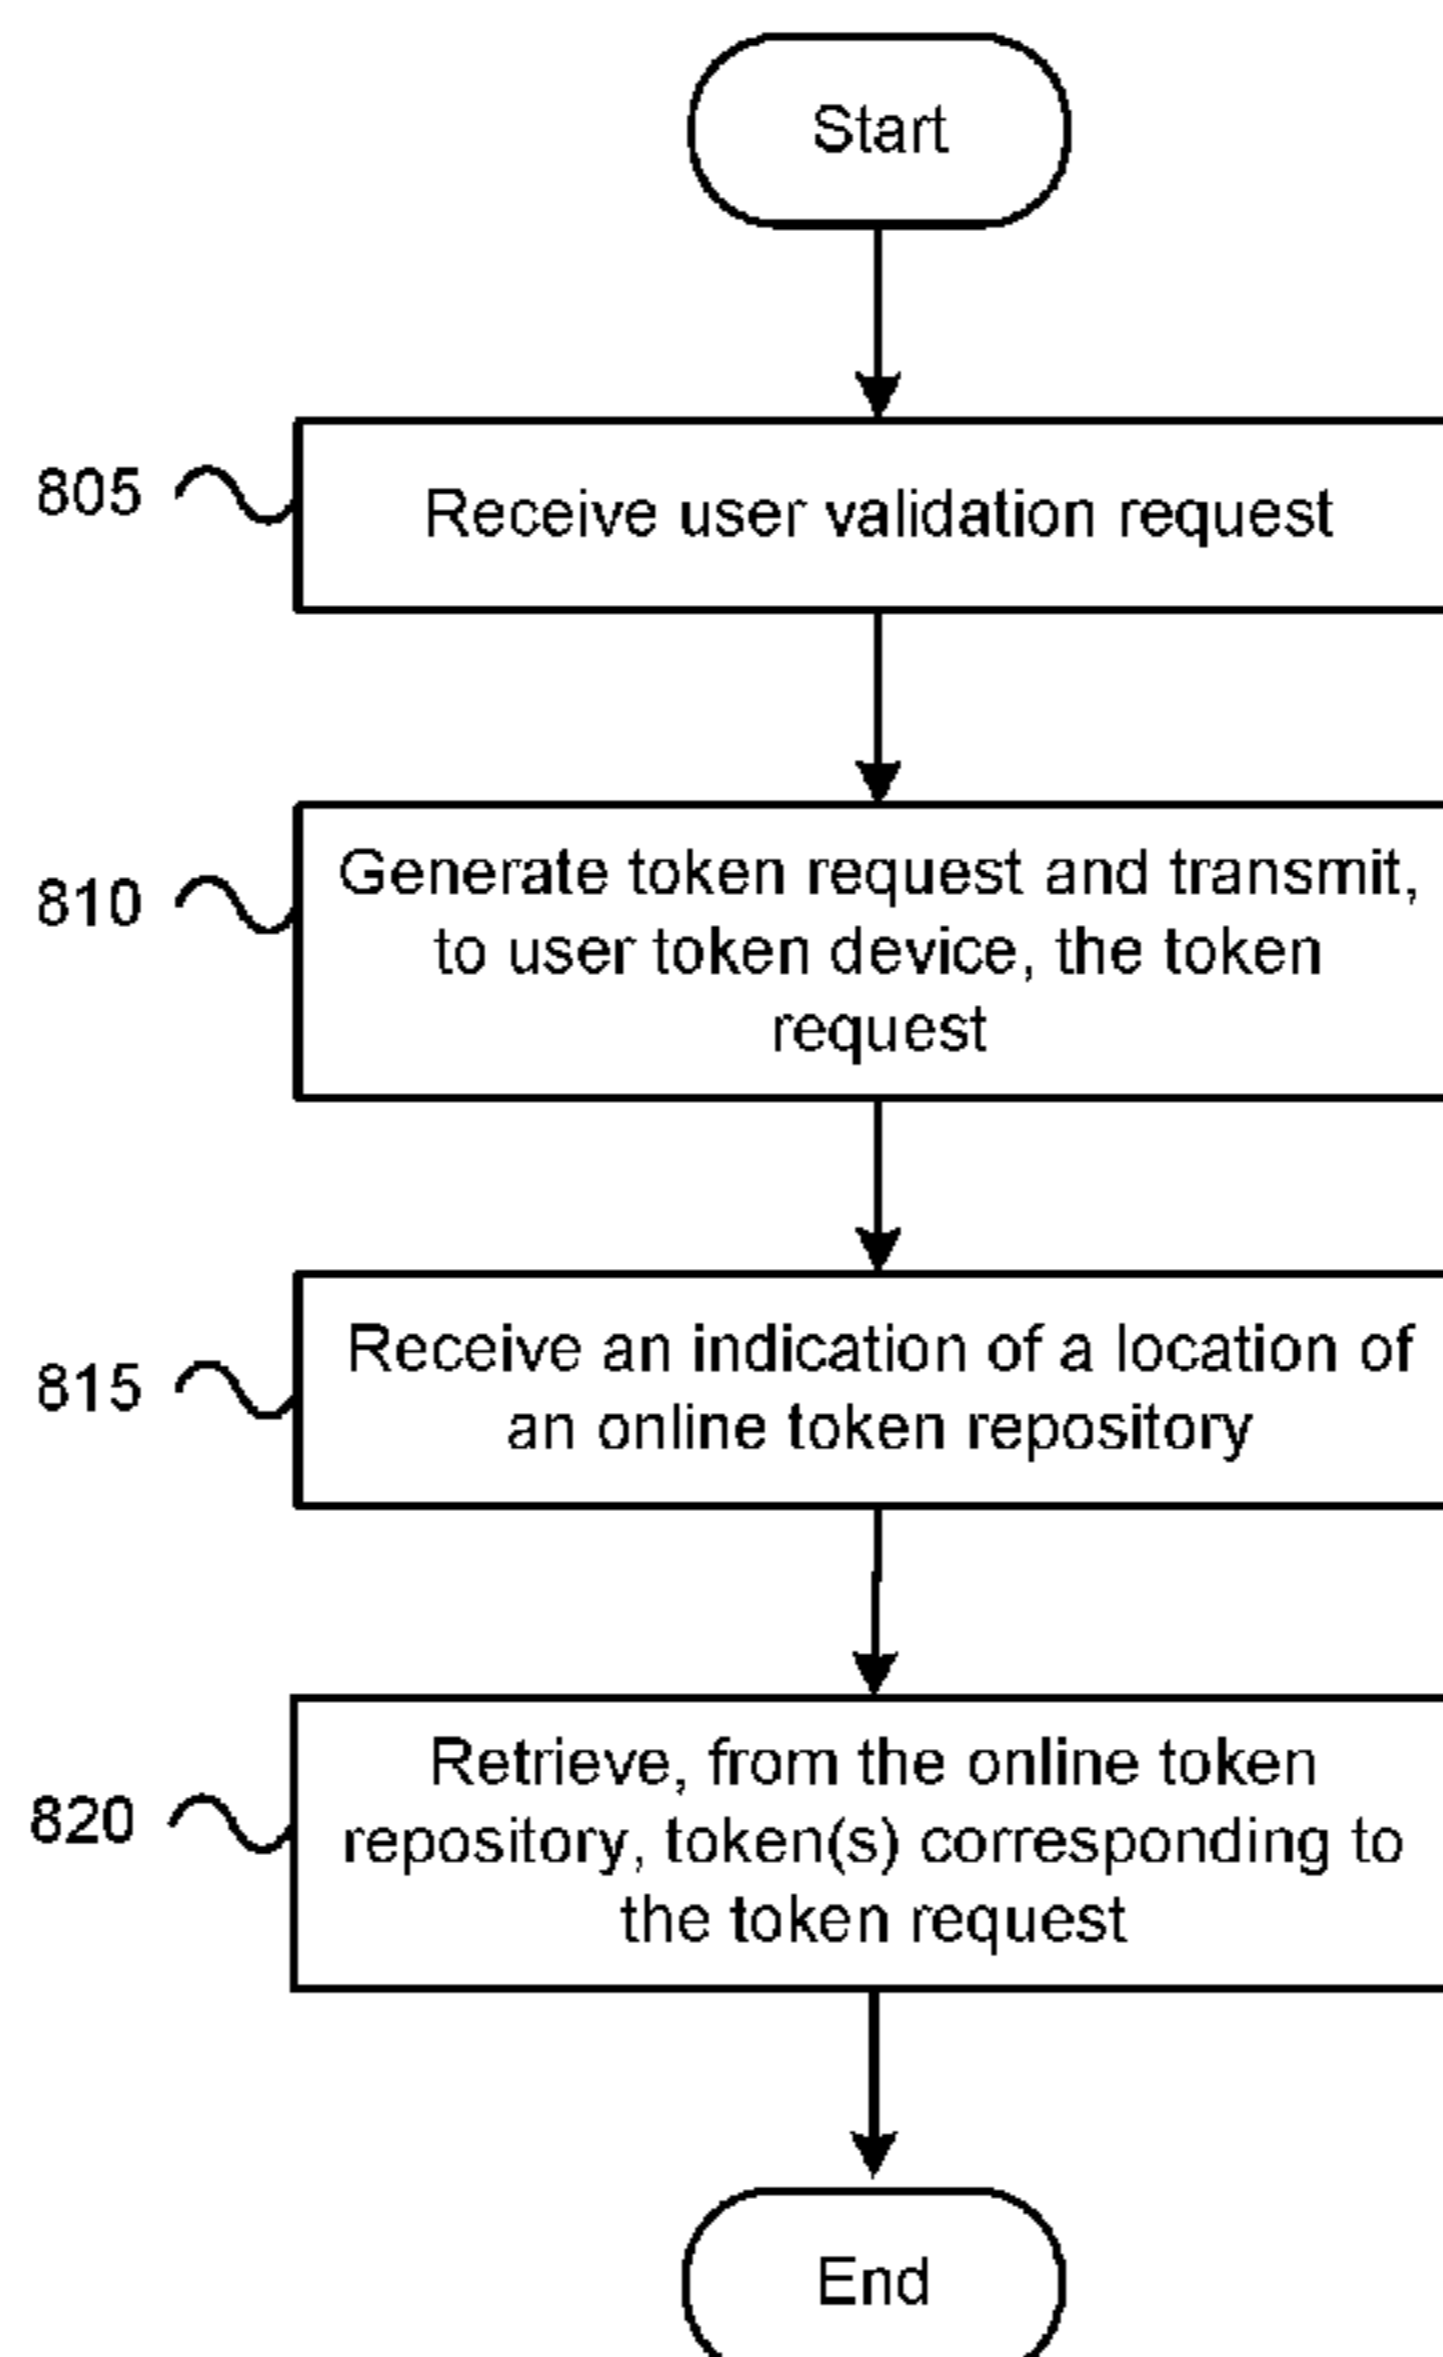 Start
805
Receive user validation request
810
Generate token request and transmit,
to user token device, the token
request
815
Receive an indication of a location of
an online token repository
820
Retrieve, from the online token
repository, token(s) corresponding to
the token request
End